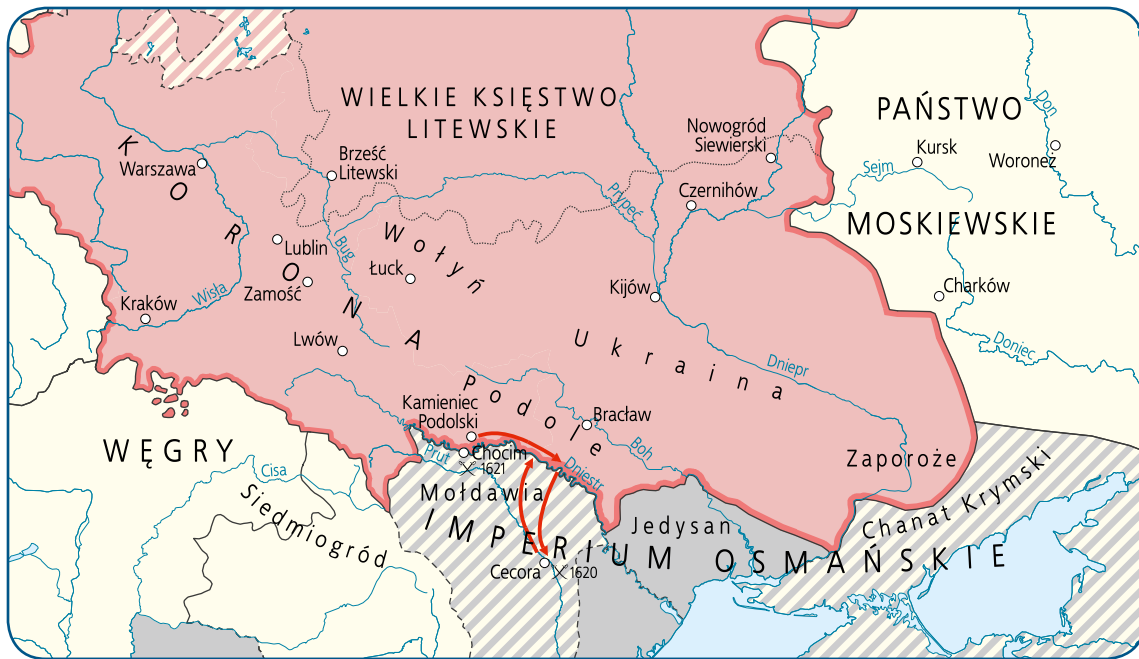 WIELKIE KSIĘSTWO
LITEWSKIE
PAŃSTWO
MOSKIEWSKIE
Don
Nowogród
Siewierski
Kursk
Woroneż
Sejm
KORONA
Warszawa
Brześć
Litewski
Czernihów
Prypeć
Wołyń
Lublin
Bug
Łuck
Zamość
Kijów
Charków
Kraków
Wisła
Lwów
Ukraina
Dniepr
Doniec
Podole
Kamieniec
Podolski
Bracław
Boh
WĘGRY
Cisa
Prut
Chocim
1621
Dniestr
Zaporoże
Siedmiogród
Mołdawia
Jedysan
Chanat Krymski
IMPERIUM OSMAŃSKIE
Cecora
1620